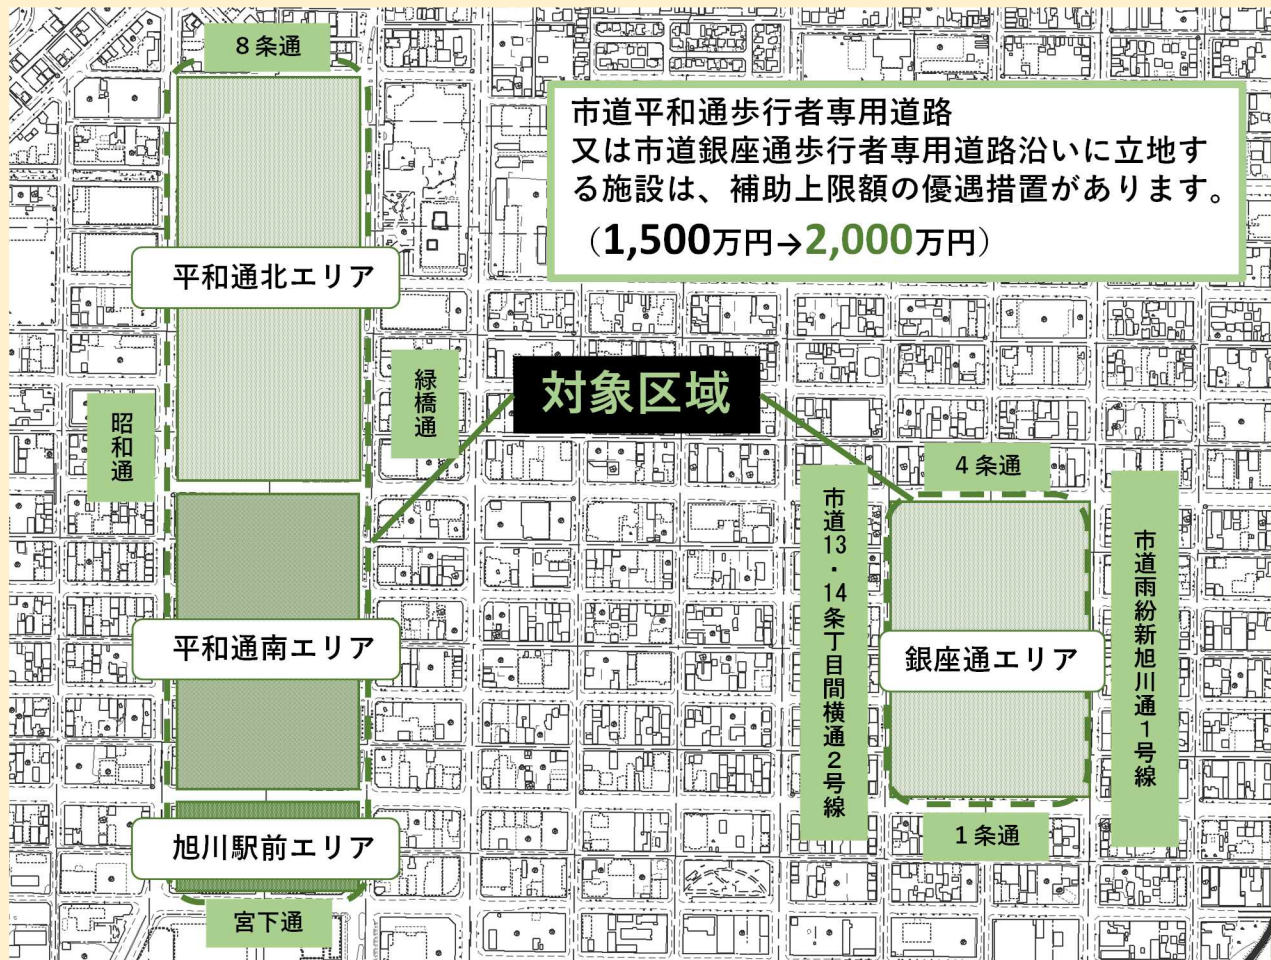 8条通
市道平和通歩行者専用道路
又は市道銀座通歩行者専用道路沿いに立地す
る施設は、補助上限額の優遇措置があります。
（1,500万円→2,000万円）
平和通北エリア
緑橋通
対象区域
昭和通
4条通
市道13・14条丁目間横通2号線
市道雨紛新旭川通1号線
平和通南エリア
銀座通エリア
旭川駅前エリア
1条通
宮下通